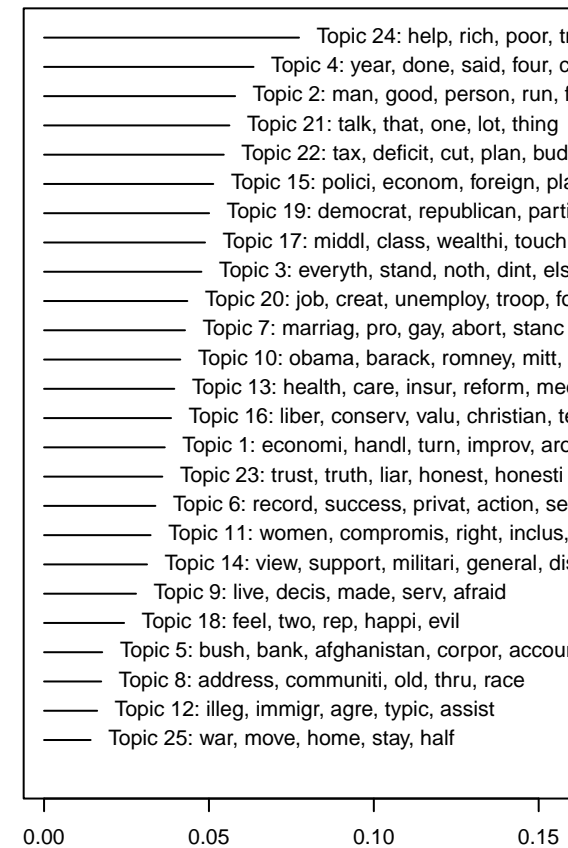 Topic 24: help, rich, poor,
Topic 4: year, done, said, four,
Topic 2: man, good, person, run,
Topic 21: talk, that, one, lot, thing
Topic 22: tax, deficit, cut, plan,
Topic 15: polici, econom, foreign,
Topic 19: democrat, republican,
Topic 17: middl, class, wealthi, touch
Topic 3: everyth, stand, noth, dint,
Topic 20: job, creat, unemploy, troop,
Topic 7: marriag, pro, gay, abort, stanc
Topic 10: obama, barack, romney, mitt,
Topic 13: health, care, insur, reform,
Topic 16: liber, conserv, valu, christian,
Topic 1: economi, handl, turn, improv,
Topic 23: trust, truth, liar, honest, honesti
Topic 6: record, success, privat, action,
Topic 11: women, compromis, right, inclus,
Topic 14: view, support, militari, general,
Topic 9: live, decis, made, serv, afraid
Topic 18: feel, two, rep, happi, evil
Topic 5: bush, bank, afghanistan, corpor,
Topic 8: address, communiti, old, thru, race
Topic 12: illeg, immigr, agre, typic, assist
Topic 25: war, move, home, stay, half
0.00 0.05 0.10 0.15